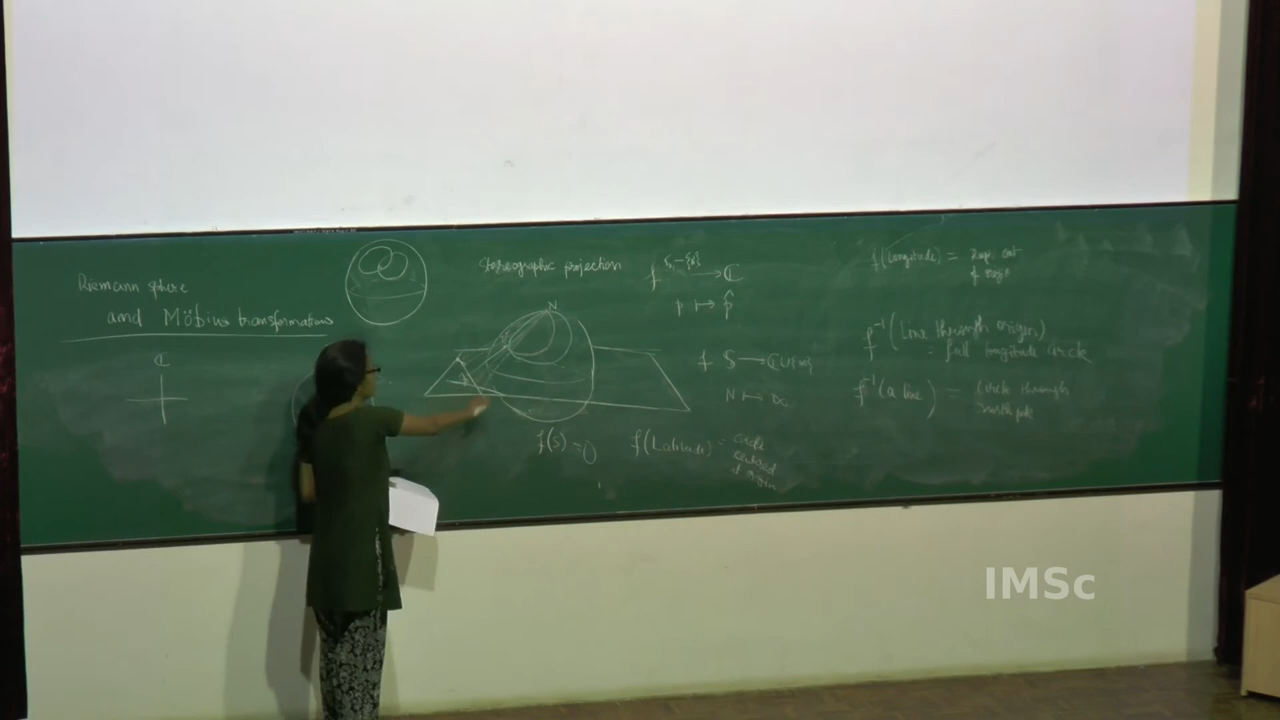 Riemann sphere
and Möbius transformations
ℂ
Stereographic projection
N
f(S) = 0
f S₁-{N} → ℂ
p ↦ p̂
f S → ℂ∪{∞}
N ↦ ∞
f(Latitude) = circle
centered
at origin
f(Longitude) = rays out
of origin
f⁻¹(Line through origin)
= full longitude circle
f⁻¹(a line) = circle through
north pole
IMSc